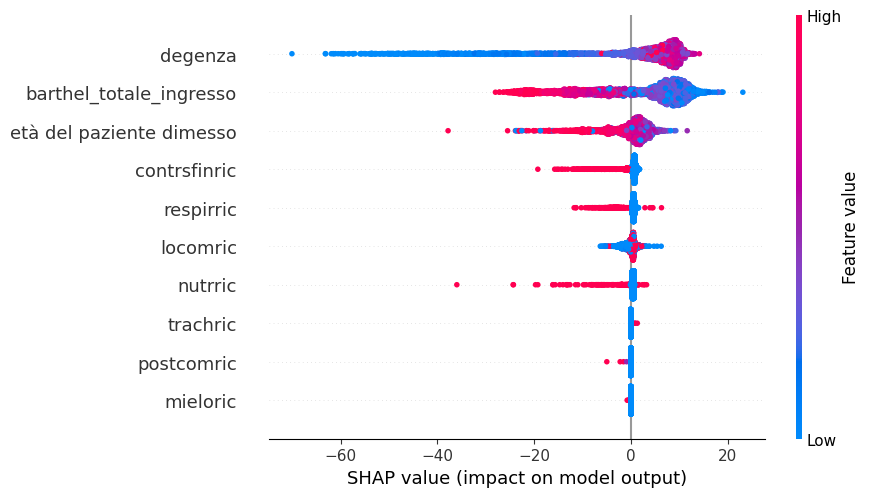 High
degenza
barthel_totale_ingresso
età del paziente dimesso
contrsfinric
respirric
locomric
nutrric
trachric
postcomric
mieloric
Feature value
Low
−60 −40 −20 0 20
SHAP value (impact on model output)